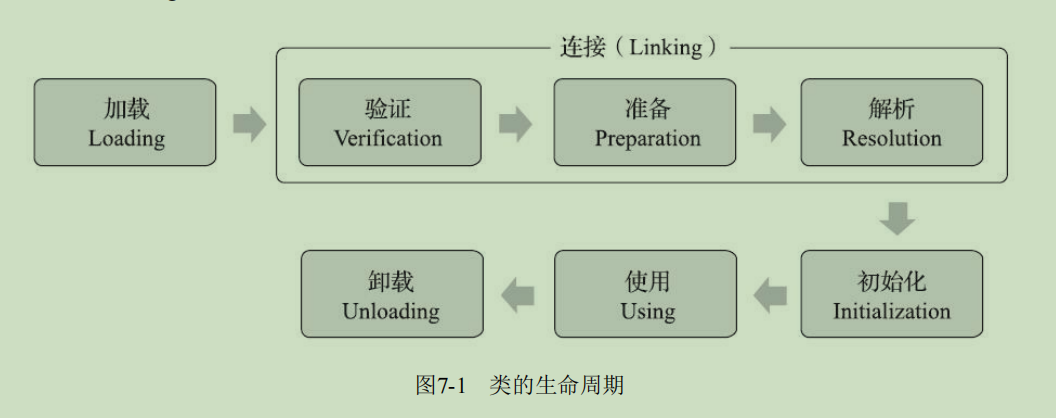 连接（Linking）
加载
Loading
验证
Verification
准备
Preparation
解析
Resolution
卸载
Unloading
使用
Using
初始化
Initialization
图7-1 类的生命周期